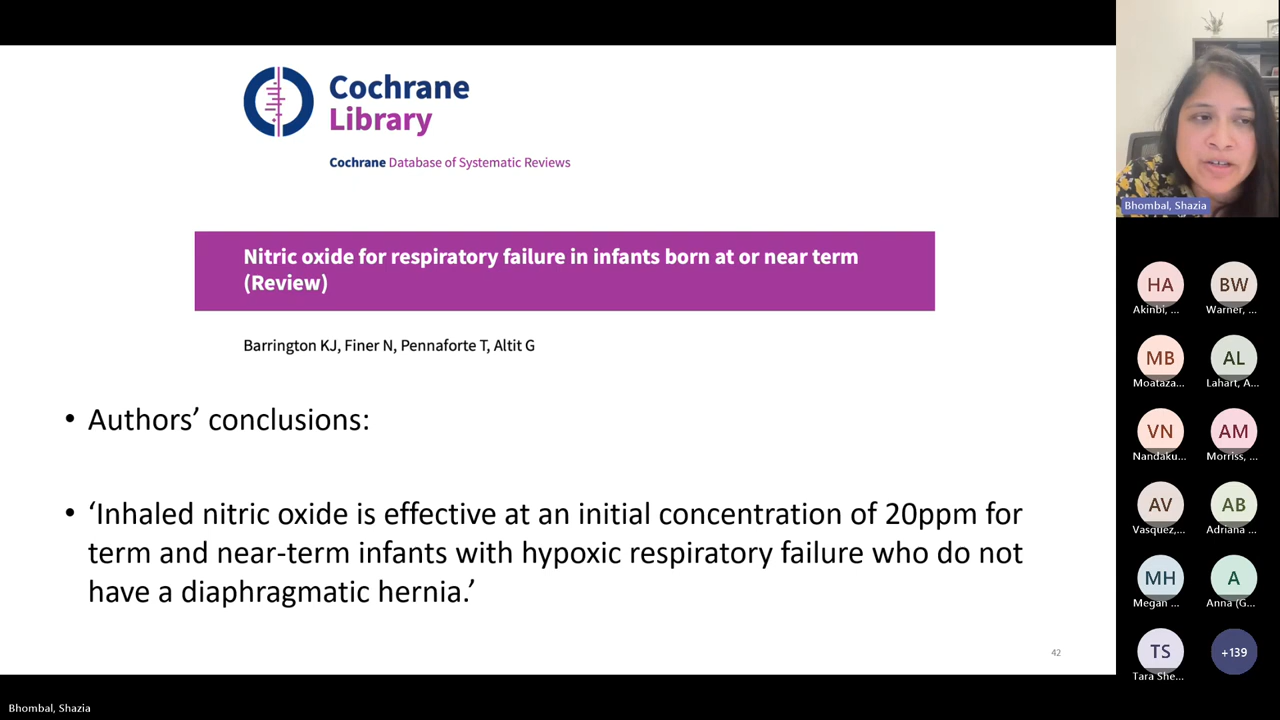 Cochrane
Library
Cochrane Database of Systematic Reviews
Nitric oxide for respiratory failure in infants born at or near term
(Review)
Barrington KJ, Finer N, Pennaforte T, Altit G
• Authors’ conclusions:
• ‘Inhaled nitric oxide is effective at an initial concentration of 20ppm for
term and near-term infants with hypoxic respiratory failure who do not
have a diaphragmatic hernia.’
42
Bhombal, Shazia
HA
BW
Akinbi, ...
Warner, ...
MB
AL
Moataza...
Lahart, A...
VN
AM
Nandaku...
Morriss, ...
AV
AB
Vasquez,...
Adriana ...
MH
A
Megan ...
Anna (G...
TS
+139
Tara She...
Bhombal, Shazia